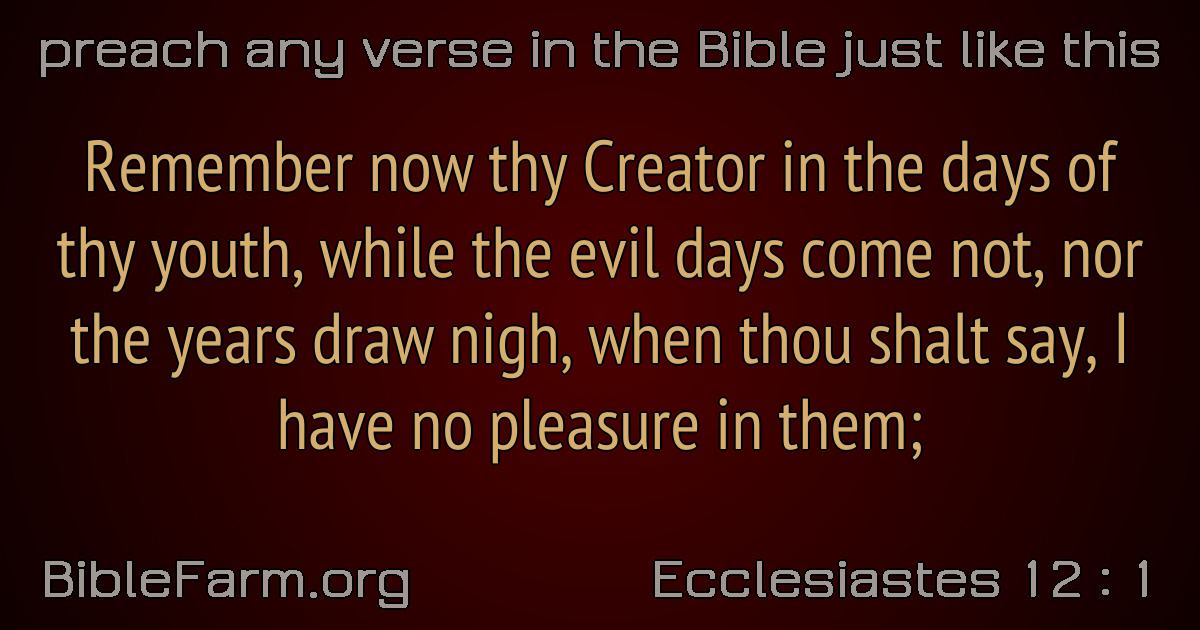 preach any verse in the Bible just like this
Remember now thy Creator in the days of
thy youth, while the evil days come not, nor
the years draw nigh, when thou shalt say, I
have no pleasure in them;
BibleFarm.org
Ecclesiastes 12 : 1